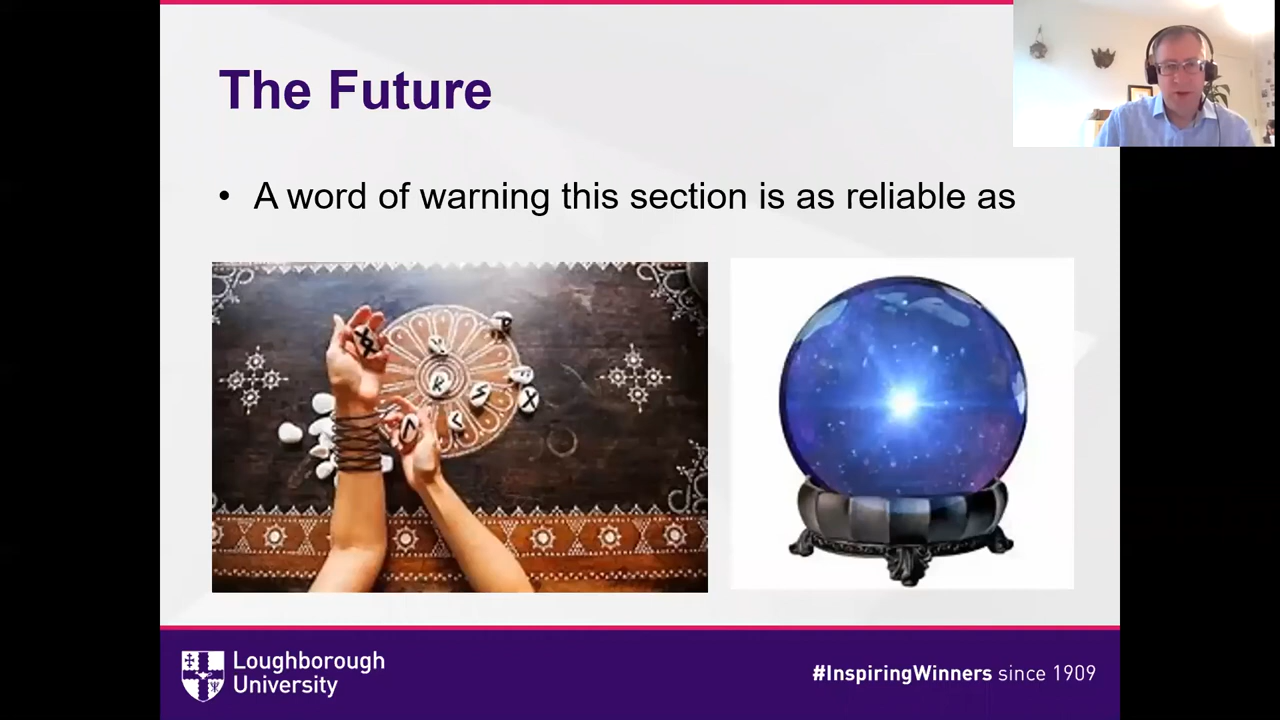 The Future
• A word of warning this section is as reliable as
Loughborough
University
#InspiringWinners since 1909